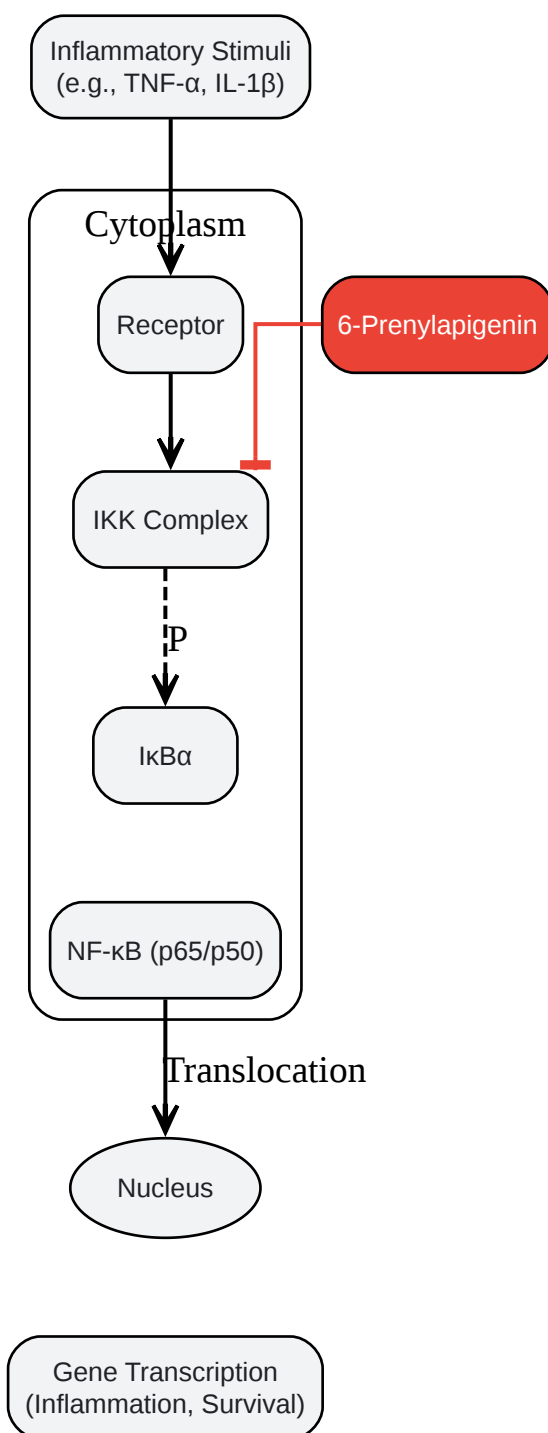 Inflammatory Stimuli
(e.g., TNF-α, IL-1β)
Cytoplasm
Receptor
6-Prenylapigenin
IKK Complex
P
IκBα
NF-κB (p65/p50)
Translocation
Nucleus
Gene Transcription
(Inflammation, Survival)